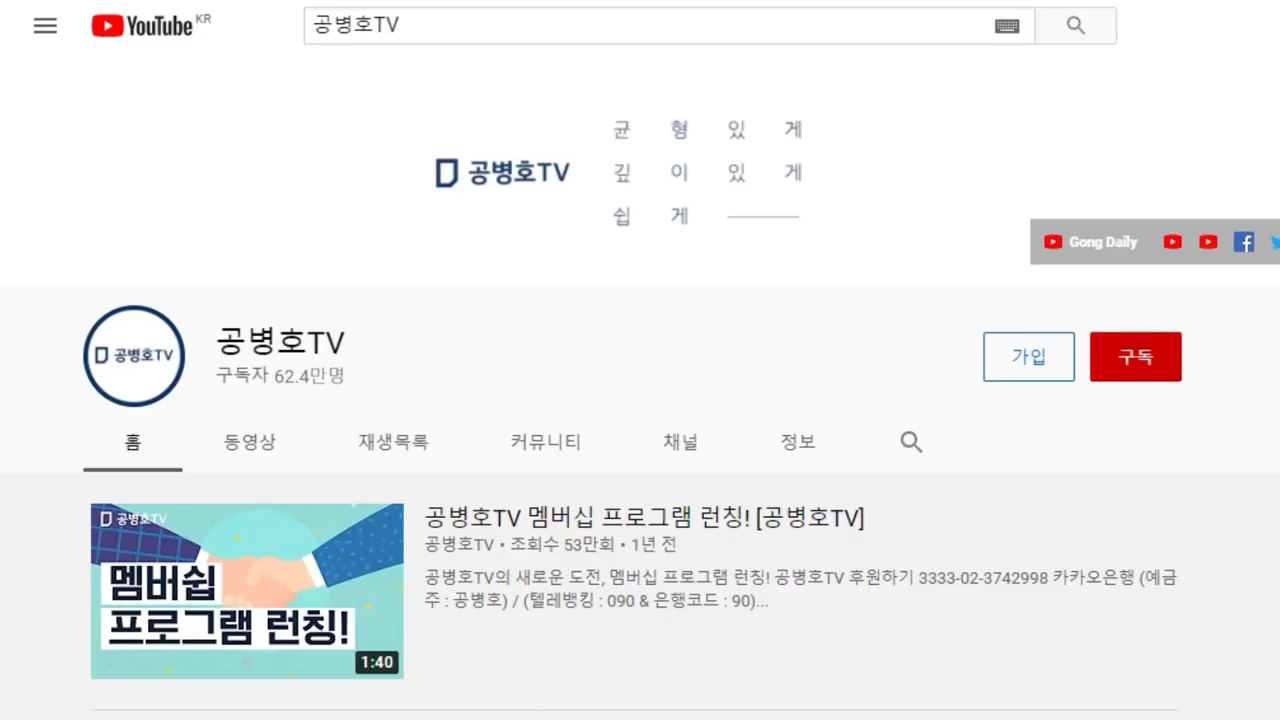 YouTube KR
공병호TV
균 형 있 게
공병호TV
깊 이 있 게
쉽 게
Gong Daily
공병호TV
공병호TV
구독자 62.4만명
가입
구독
홈 동영상 재생목록 커뮤니티 채널 정보
공병호TV
멤버쉽
프로그램 런칭!
1:40
공병호TV 멤버십 프로그램 런칭! [공병호TV]
공병호TV • 조회수 53만회 • 1년 전
공병호TV의 새로운 도전, 멤버십 프로그램 런칭! 공병호TV 후원하기 3333-02-3742998 카카오은행 (예금
주 : 공병호) / (텔레뱅킹 : 090 & 은행코드 : 90)...